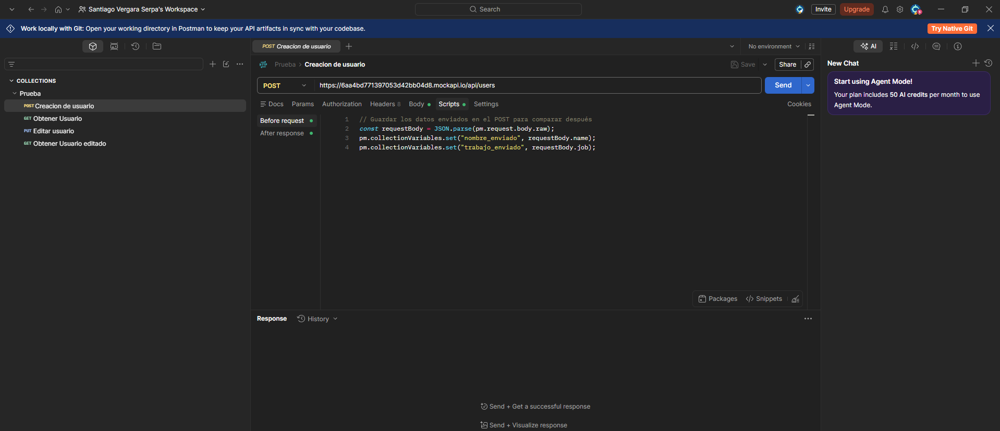 Santiago Vergara Serpa's Workspace
Search
Invite
Upgrade
Work locally with Git: Open your working directory in Postman to keep your API artifacts in sync with your codebase.
Try Native Git
POST Creacion de usuario
No environment
AI
Prueba > Creacion de usuario
Save
Share
New Chat
COLLECTIONS
Prueba
POST Creacion de usuario
GET Obtener Usuario
PUT Editar usuario
GET Obtener Usuario editado
HTTP
POST
https://6aa4bd771397053d42bb04d8.mockapi.io/api/users
Send
Start using Agent Mode!
Your plan includes 50 AI credits per month to use
Agent Mode.
Docs
Params
Authorization
Headers 8
Body
Scripts
Settings
Cookies
Before request
After response
1 // Guardar los datos enviados en el POST para comparar después
2 const requestBody = JSON.parse(pm.request.body.raw);
3 pm.collectionVariables.set("nombre_enviado", requestBody.name);
4 pm.collectionVariables.set("trabajo_enviado", requestBody.job);
Packages
Snippets
Response
History
Send + Get a successful response
Send + Visualize response